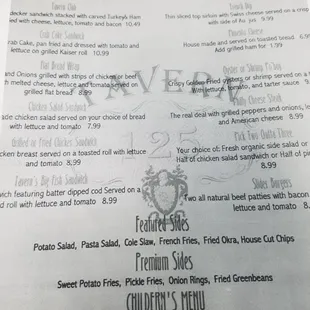 Tavern Club
decker sandwich stacked with carved Turkey, Ham
cheese, lettuce, tomato and bacon 10.49
Crab Cake Sandwich
Crab Cake, Pan fried and dressed with tomato and
lettuce on grilled Kaiser roll 10.99
Flat Bread Wrap
and Onions grilled with strips of chicken or beef
with melted cheese, lettuce and tomato served on
grilled flat bread 8.99
Chicken Salad Sandwich
made chicken salad on your choice of bread
with lettuce and tomato 7.99
Grilled or Fried Chicken Sandwich
chicken breast served on a toasted roll with lettuce
and tomato 8.99
Tavern's Big Fish Sandwich
featuring batter dipped cod Served on a
roll with lettuce and tomato 8.99
French Dip
Thin sliced top sirloin with Swiss cheese served on a
with side of Au jus 9.99
Pimento Cheese
House made and served on toasted bread
Add grilled ham for 1.99
Oyster or Shrimp Po'boy
Crispy Golden Fried oysters or shrimp served on a
With lettuce, tomato, and tarter sauce
Philly Cheese Steak
The real deal with grilled peppers and onions,
and american cheese 8.99
Pick Two Outta Three
Your choice of: Fresh organic side salad or
Half of chicken salad sandwich or Half of
8.99
Sliders Burgers
Two all natural beef patties with bacon
lettuce and tomato 8.
TAVERN
125
Featured Sides
Potato Salad, Pasta Salad, Cole Slaw, French Fries, Fried Okra, House Cut Chips
Premium Sides
Sweet Potato Fries, Pickle Fries, Onion Rings, Fried Greenbeans
CHILDERN'S MENU